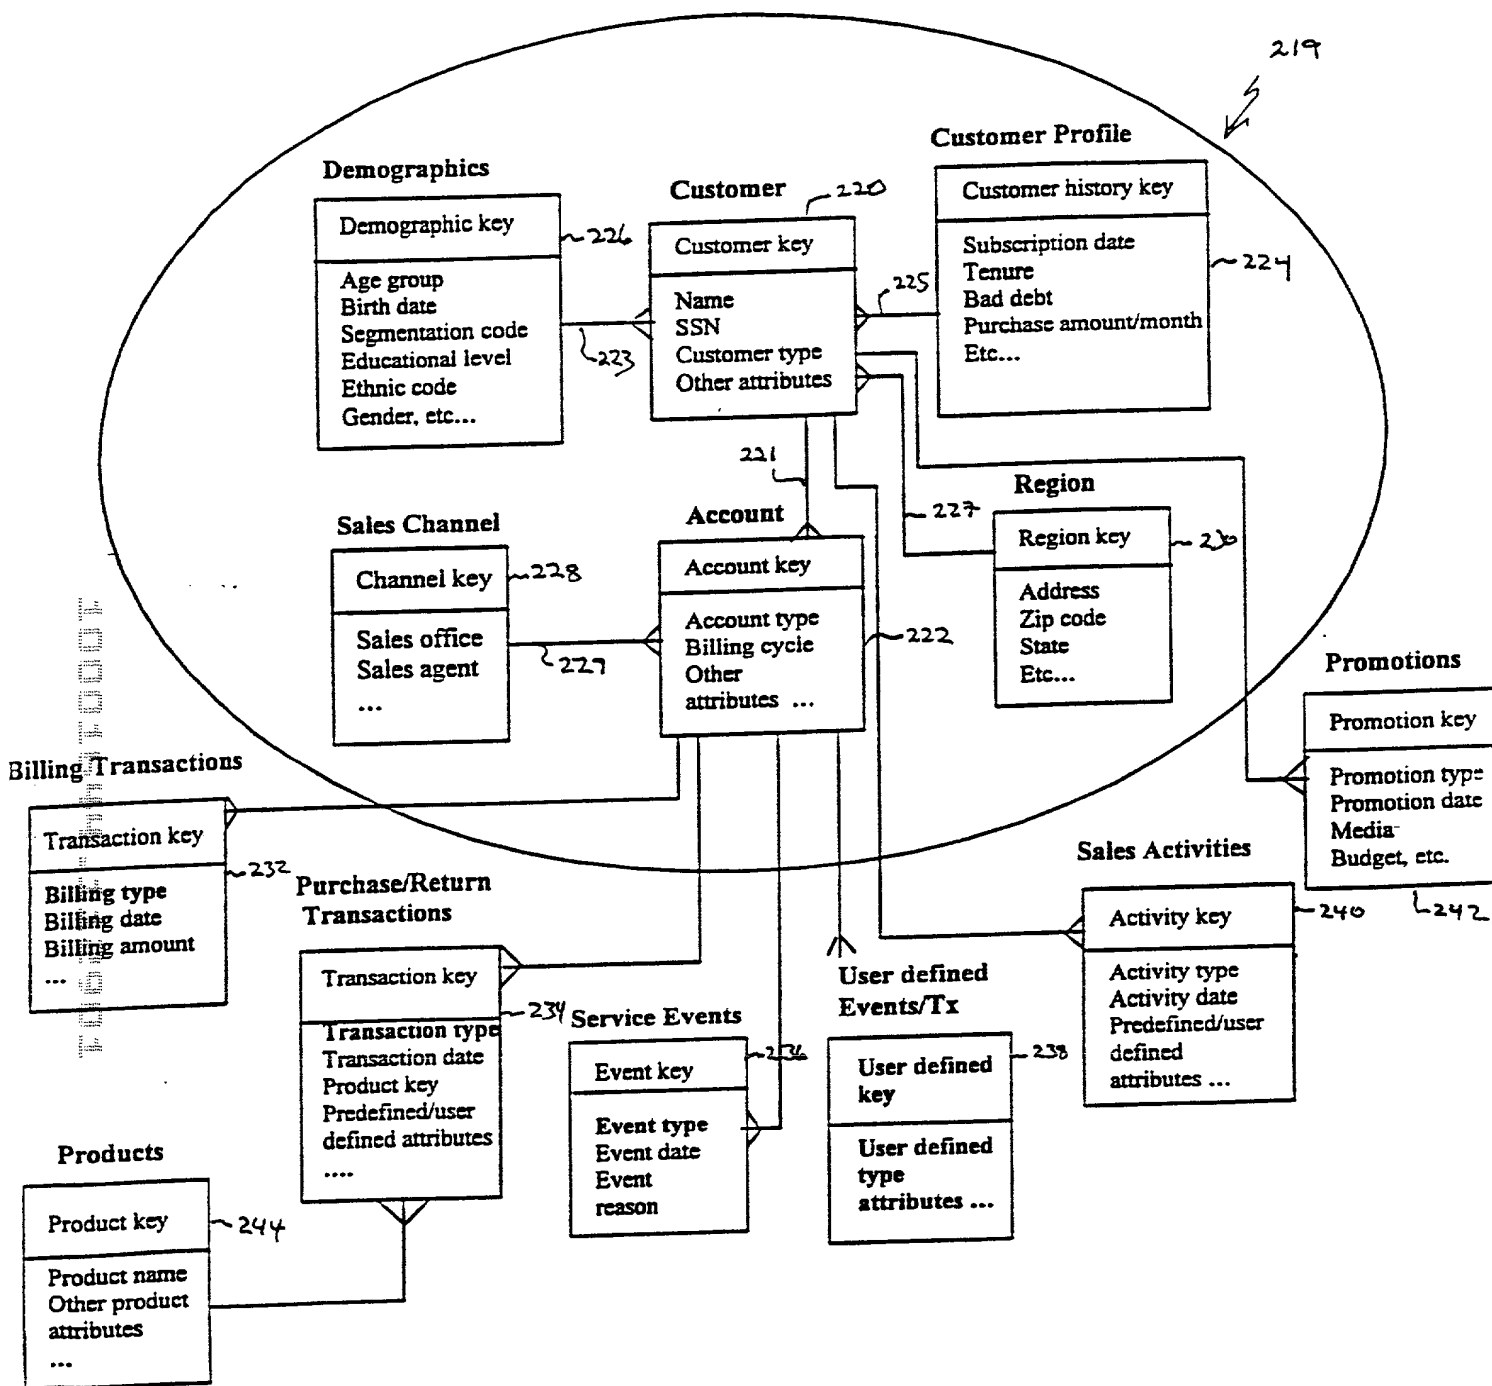 219
Customer Profile
Customer history key
Subscription date
Tenure
Bad debt
Purchase amount/month
Etc...
224
Demographics
Demographic key
226
Age group
Birth date
Segmentation code
Educational level
Ethnic code
Gender, etc...
223
Customer
220
Customer key
Name
SSN
Customer type
Other attributes
225
221
227
Region
Region key
230
Address
Zip code
State
Etc...
Sales Channel
Channel key
228
Sales office
Sales agent
...
229
Account
Account key
Account type
Billing cycle
Other
attributes ...
222
Promotions
Promotion key
Promotion type
Promotion date
Media
Budget, etc.
242
Billing Transactions
Transaction key
232
Billing type
Billing date
Billing amount
...
Purchase/Return
Transactions
Transaction key
234
Transaction type
Transaction date
Product key
Predefined/user
defined attributes
....
Service Events
Event key
236
Event type
Event date
Event
reason
User defined
Events/Tx
User defined
key
238
User defined
type
attributes ...
Sales Activities
Activity key
240
Activity type
Activity date
Predefined/user
defined
attributes ...
Products
Product key
244
Product name
Other product
attributes
...